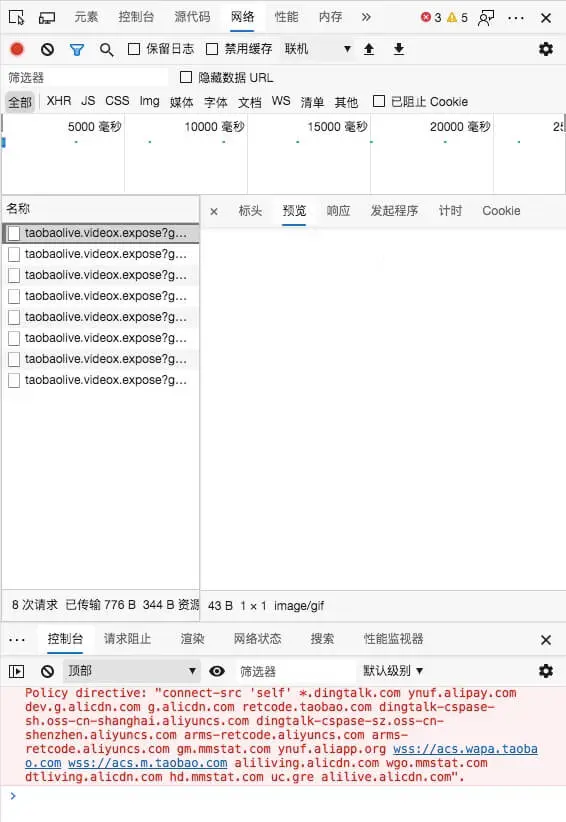 元素 控制台 源代码 网络 性能 内存 3 5
保留日志 禁用缓存 联机
筛选器 隐藏数据 URL
全部 XHR JS CSS Img 媒体 字体 文档 WS 清单 其他 已阻止 Cookie
5000 毫秒 10000 毫秒 15000 毫秒 20000 毫秒
名称
标头 预览 响应 发起程序 计时 Cookie
taobaolive.videox.expose?g...
taobaolive.videox.expose?g...
taobaolive.videox.expose?g...
taobaolive.videox.expose?g...
taobaolive.videox.expose?g...
taobaolive.videox.expose?g...
taobaolive.videox.expose?g...
taobaolive.videox.expose?g...
8 次请求 已传输 776 B 344 B 资源
43 B 1 × 1 image/gif
控制台 请求阻止 渲染 网络状态 搜索 性能监视器
顶部 筛选器 默认级别
Policy directive: "connect-src 'self' *.dingtalk.com ynuf.alipay.com
dev.g.alicdn.com g.alicdn.com retcode.taobao.com dingtalk-cspase-
sh.oss-cn-shanghai.aliyuncs.com dingtalk-cspase-sz.oss-cn-
shenzhen.aliyuncs.com arms-retcode.aliyuncs.com arms-
retcode.aliyuncs.com gm.mmstat.com ynuf.aliapp.org wss://acs.wapa.taoba
o.com wss://acs.m.taobao.com aliliving.alicdn.com wgo.mmstat.com
dtliving.alicdn.com hd.mmstat.com uc.gre alilive.alicdn.com".